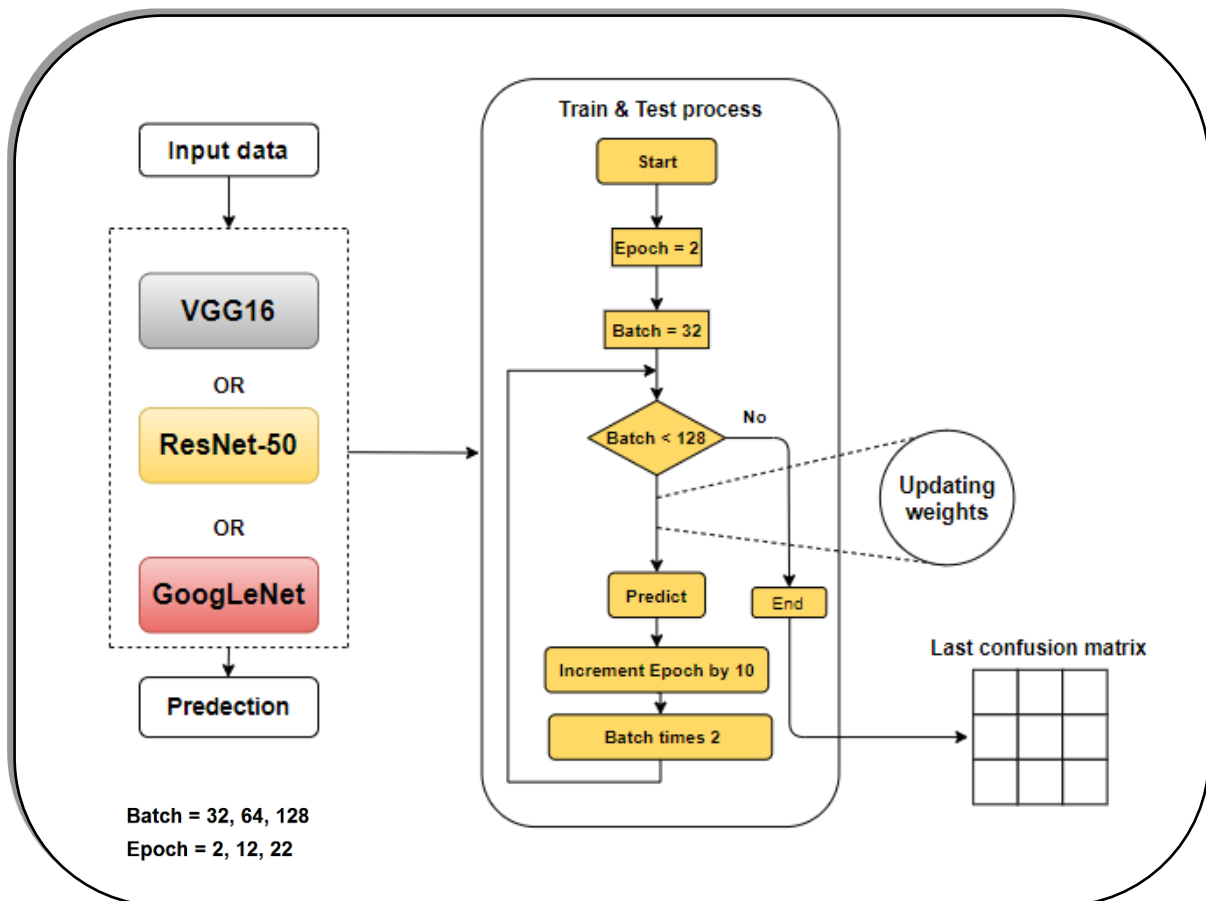 Input data
VGG16
OR
ResNet-50
OR
GoogLeNet
Predection
Batch = 32, 64, 128
Epoch = 2, 12, 22
Train & Test process
Start
Epoch = 2
Batch = 32
Batch < 128
No
Updating
weights
Predict
End
Increment Epoch by 10
Batch times 2
Last confusion matrix